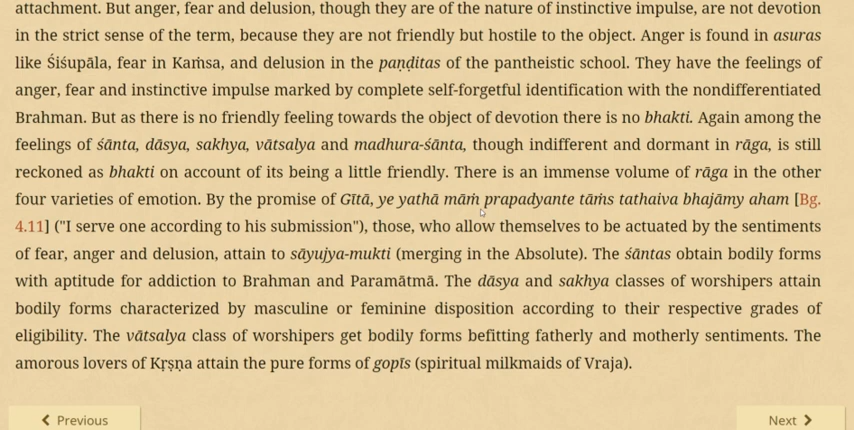 attachment. But anger, fear and delusion, though they are of the nature of instinctive impulse, are not devotion
in the strict sense of the term, because they are not friendly but hostile to the object. Anger is found in asuras
like Śiśupāla, fear in Kaṁsa, and delusion in the paṇḍitas of the pantheistic school. They have the feelings of
anger, fear and instinctive impulse marked by complete self-forgetful identification with the nondifferentiated
Brahman. But as there is no friendly feeling towards the object of devotion there is no bhakti. Again among the
feelings of śānta, dāsya, sakhya, vātsalya and madhura-śānta, though indifferent and dormant in rāga, is still
reckoned as bhakti on account of its being a little friendly. There is an immense volume of rāga in the other
four varieties of emotion. By the promise of Gītā, ye yathā māṁ prapadyante tāṁs tathaiva bhajāmy aham [Bg.
4.11] ("I serve one according to his submission"), those, who allow themselves to be actuated by the sentiments
of fear, anger and delusion, attain to sāyujya-mukti (merging in the Absolute). The śāntas obtain bodily forms
with aptitude for addiction to Brahman and Paramātmā. The dāsya and sakhya classes of worshipers attain
bodily forms characterized by masculine or feminine disposition according to their respective grades of
eligibility. The vātsalya class of worshipers get bodily forms befitting fatherly and motherly sentiments. The
amorous lovers of Kṛṣṇa attain the pure forms of gopīs (spiritual milkmaids of Vraja).
Previous
Next